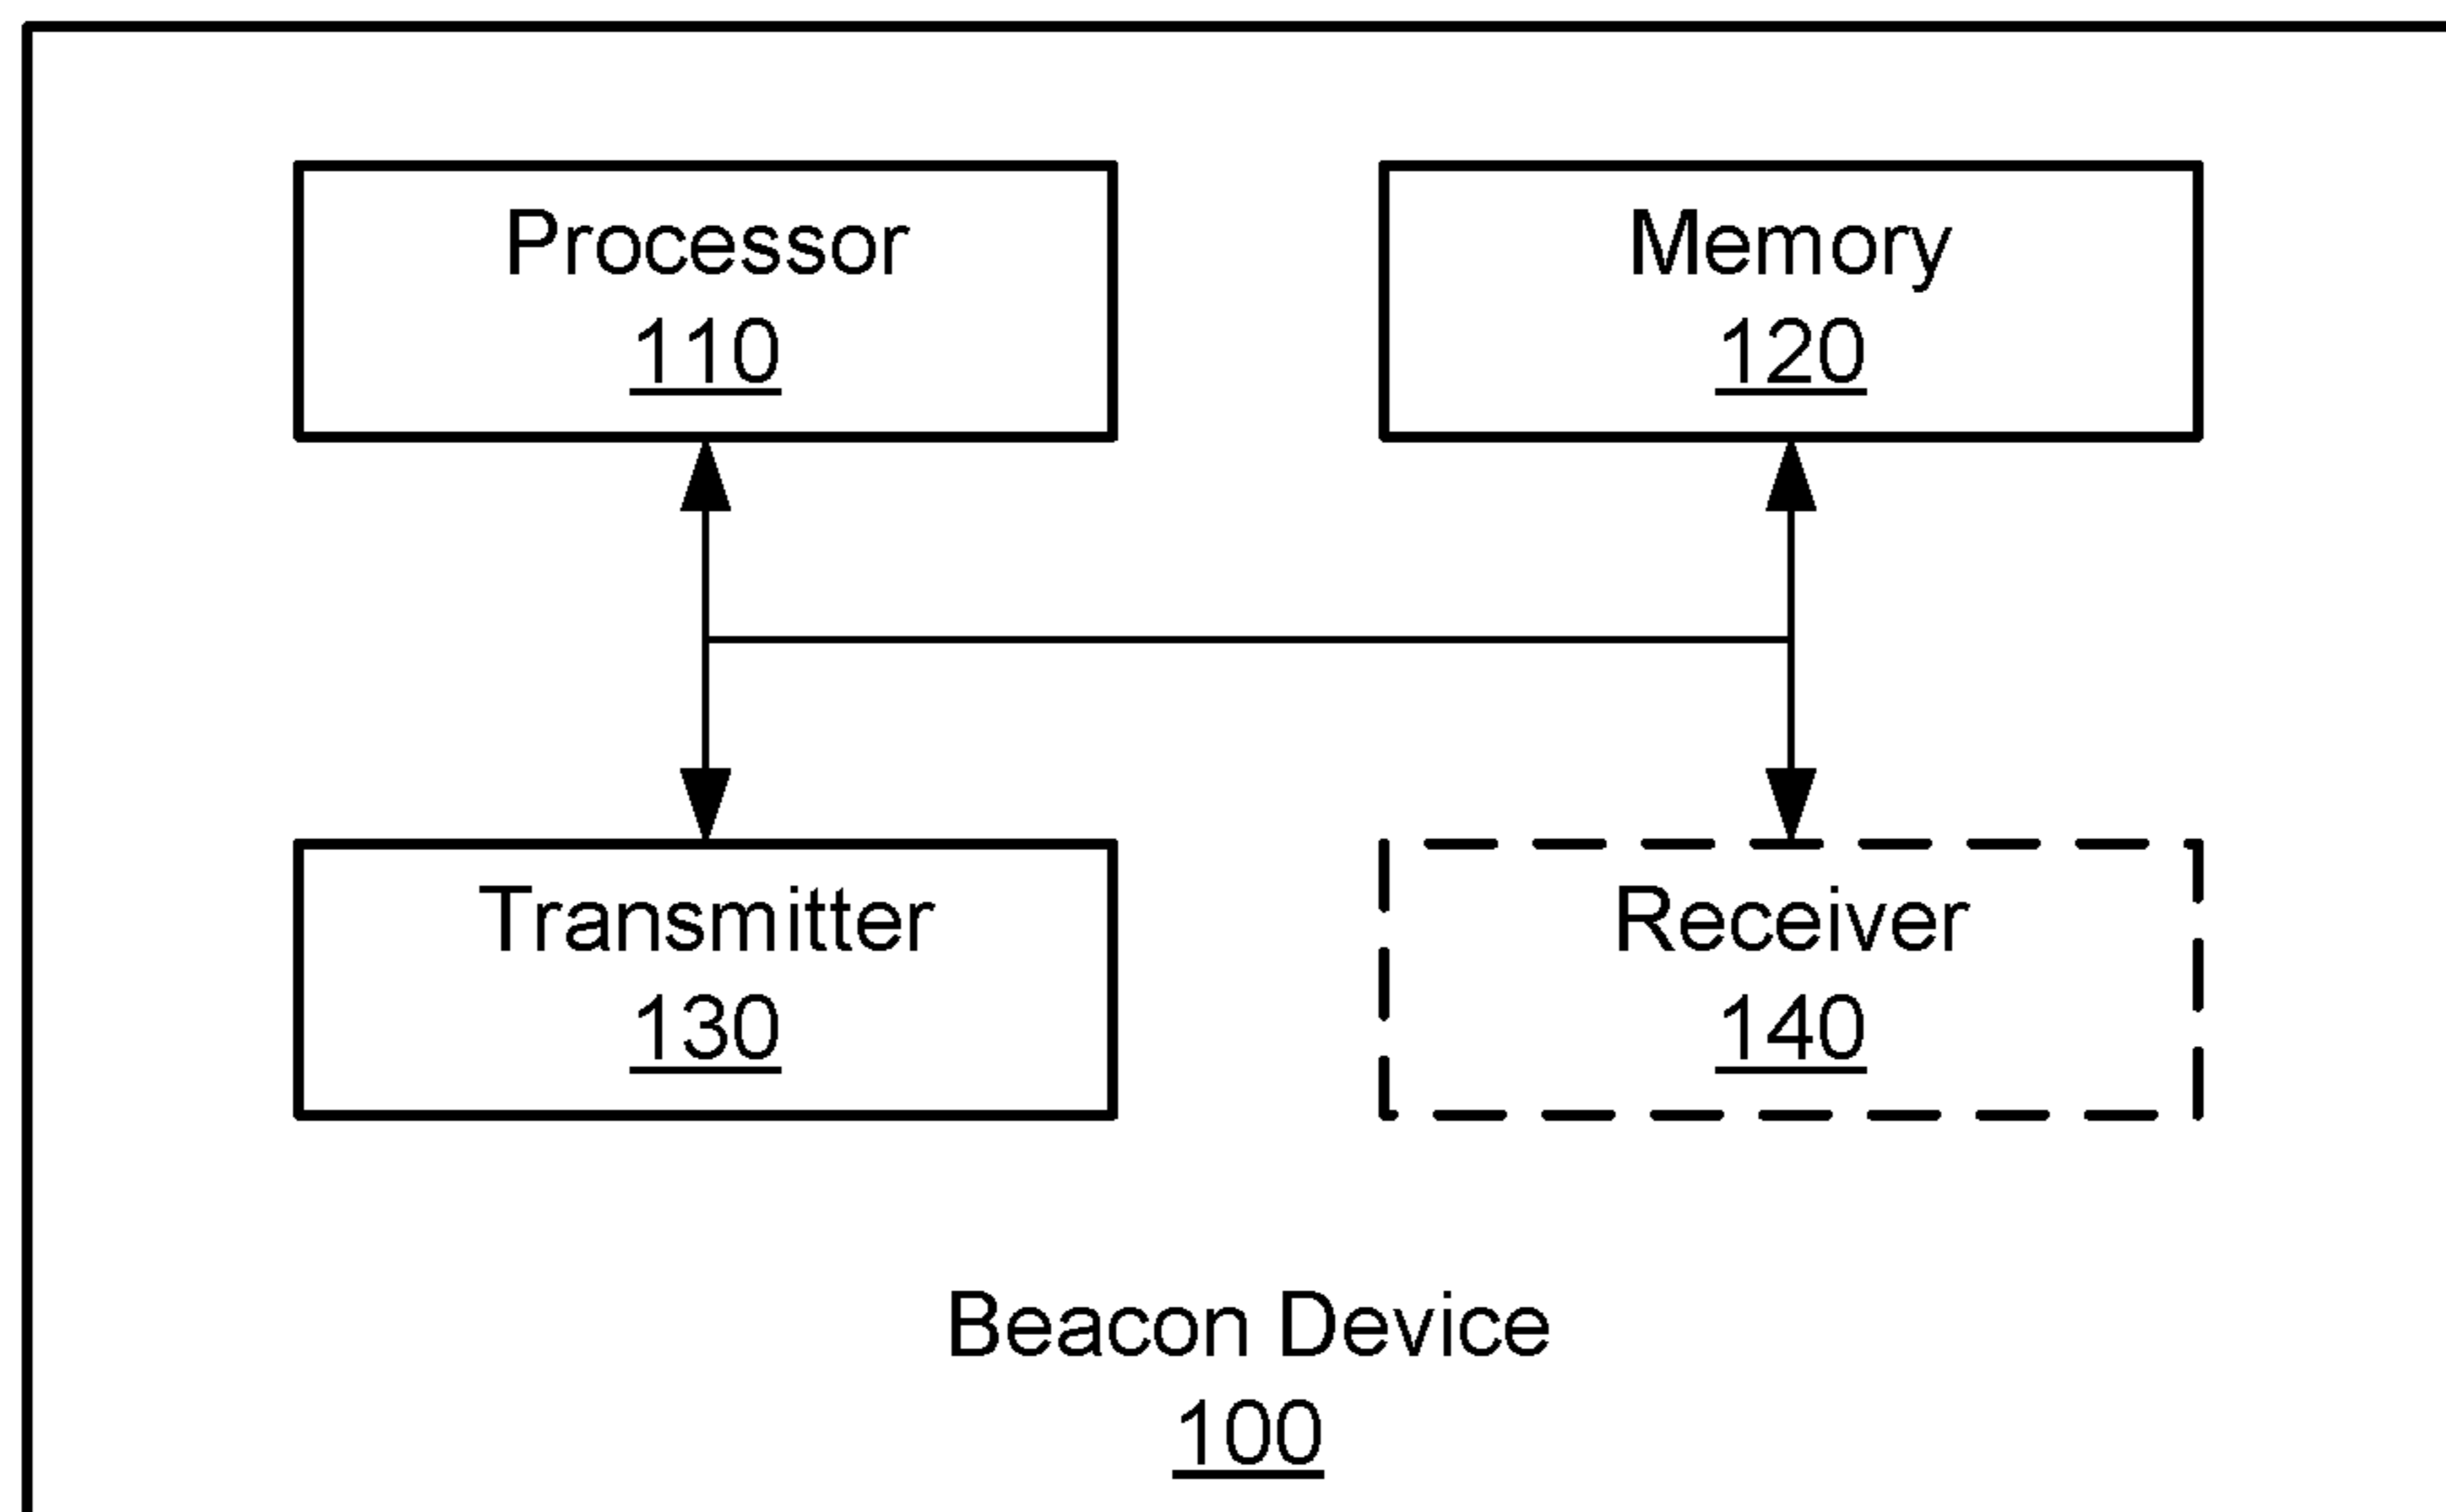 Processor
110
Memory
120
Transmitter
130
Receiver
140
Beacon Device
100